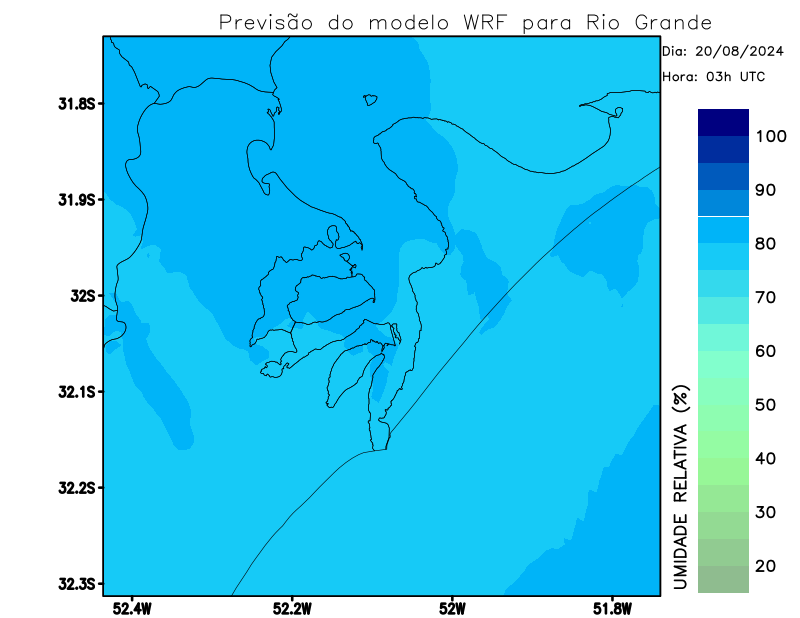 Previsão do modelo WRF para Rio Grande
Dia: 20/08/2024
Hora: 03h UTC
31.8S
31.9S
32S
32.1S
32.2S
32.3S
52.4W
52.2W
52W
51.8W
100
90
80
70
60
50
40
30
20
UMIDADE RELATIVA (%)